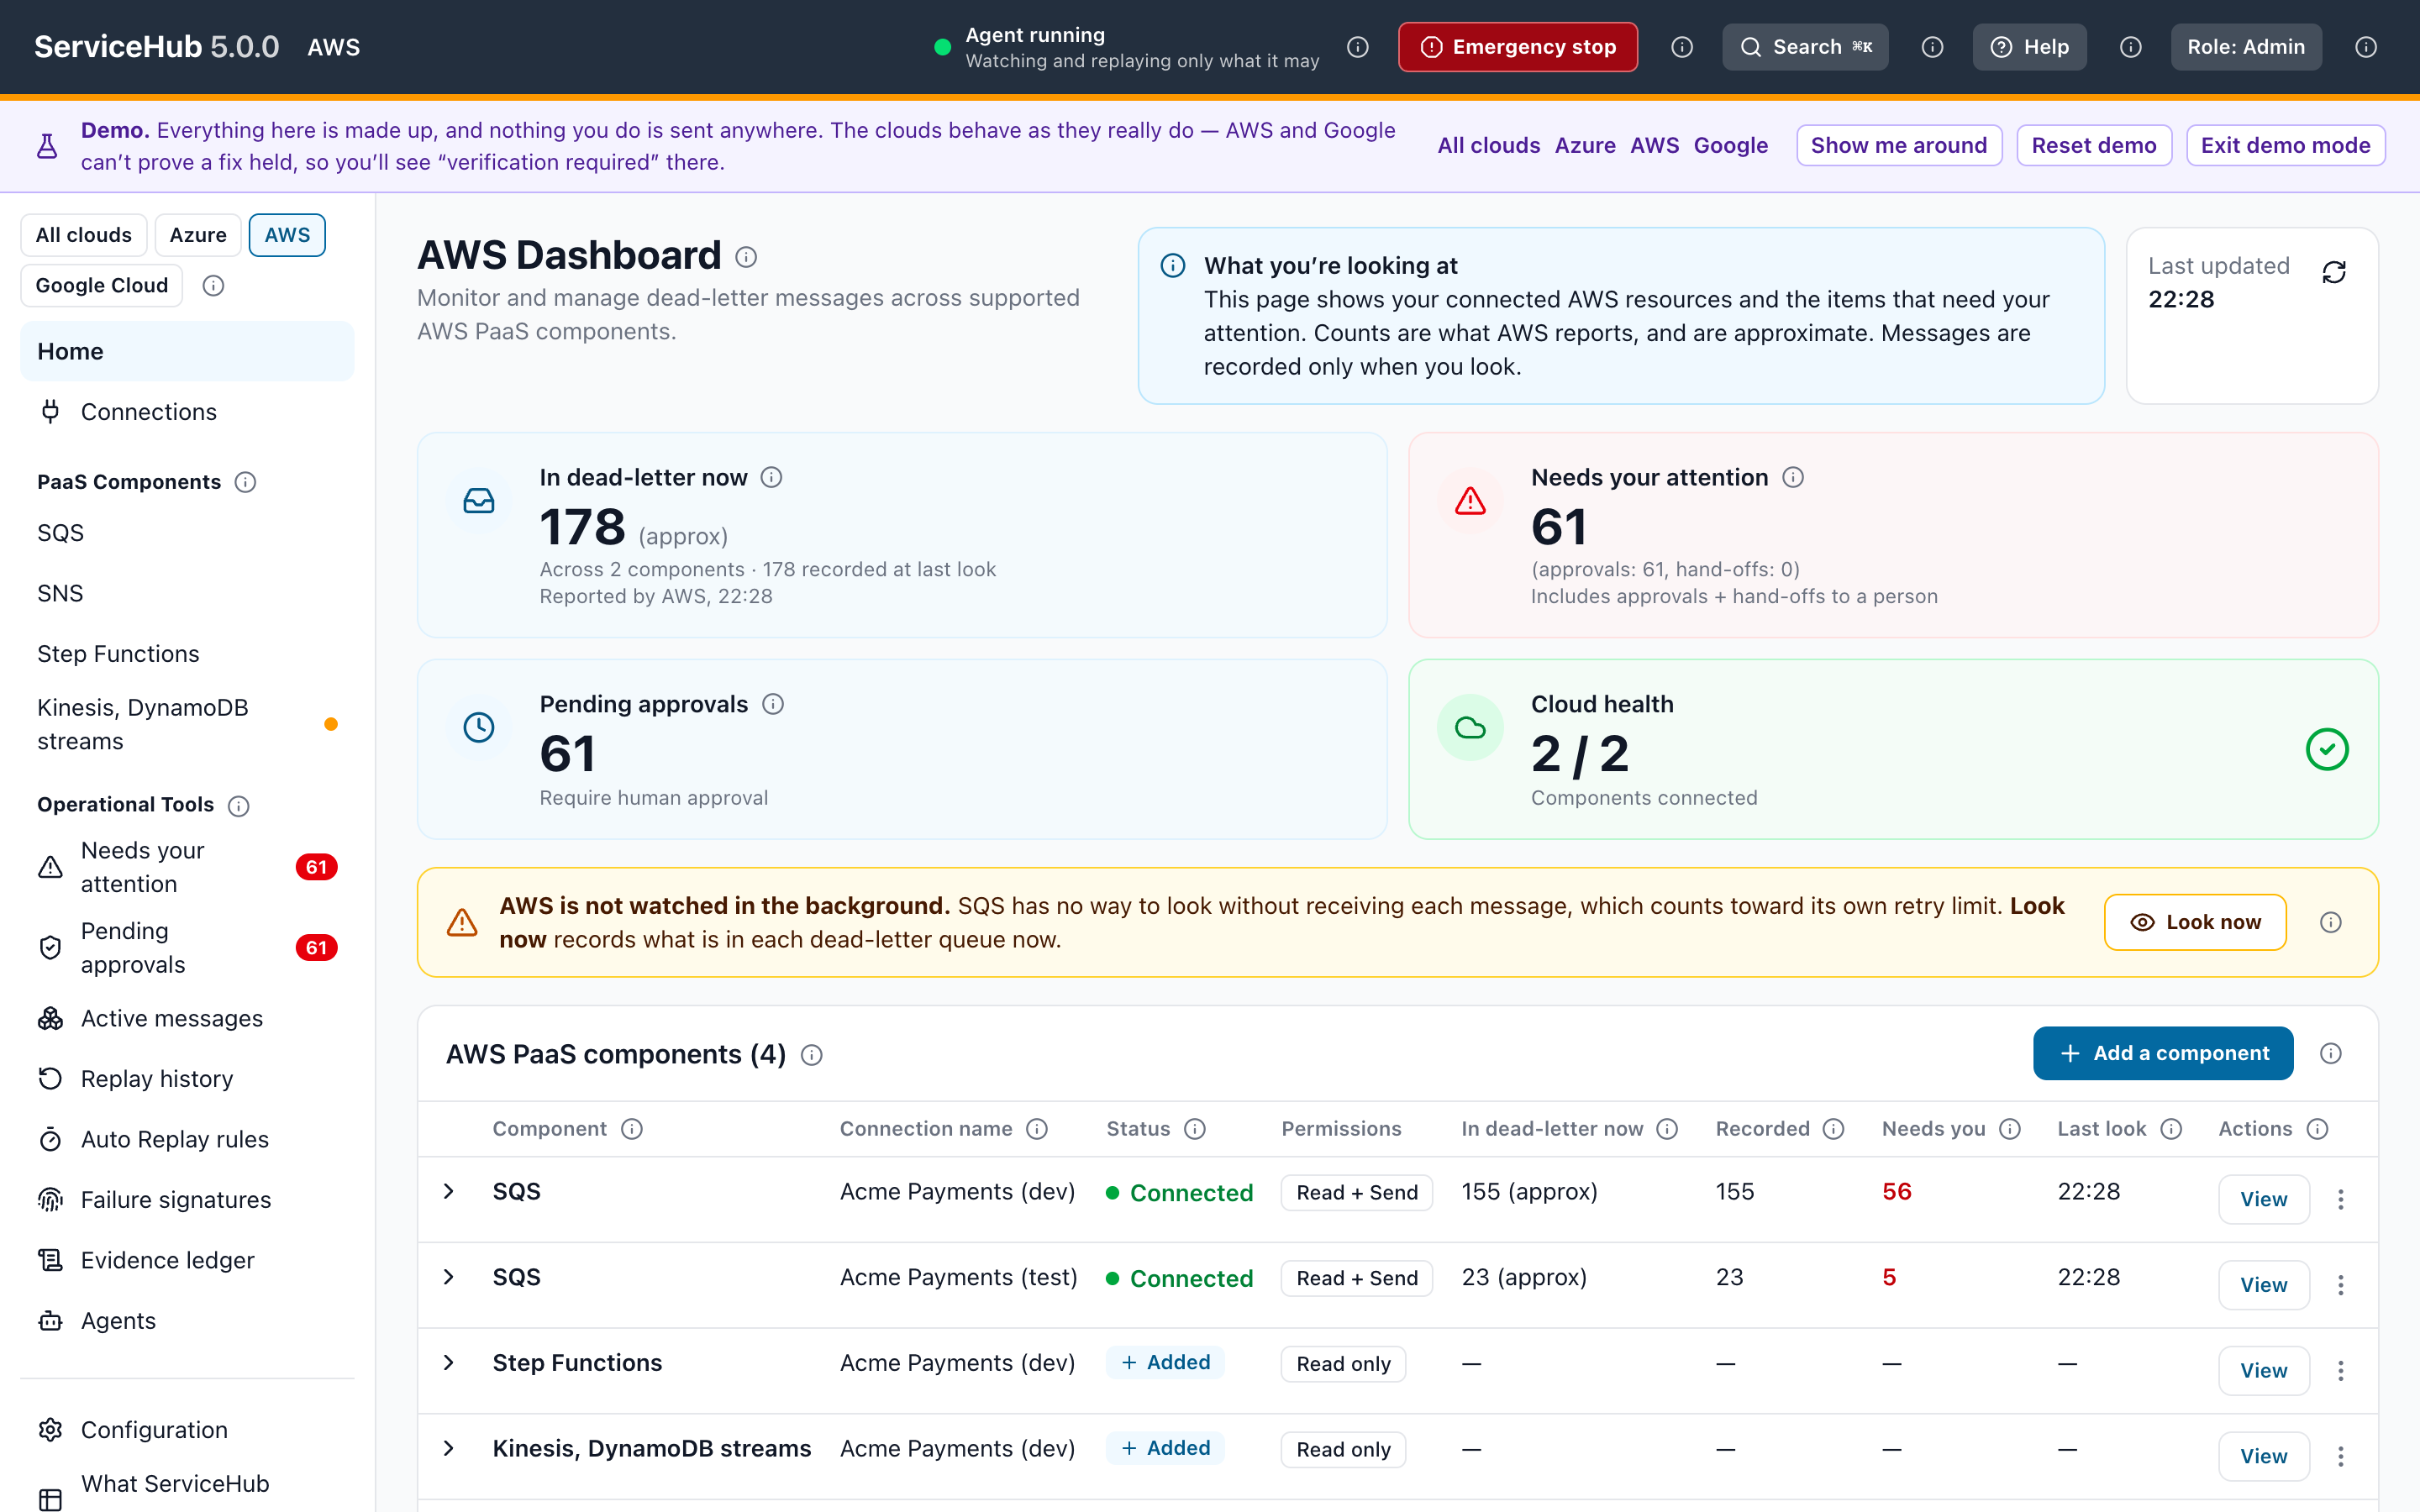 ServiceHub 5.0.0 AWS
Agent running
Watching and replaying only what it may
Emergency stop
Search ⌘K
Help
Role: Admin
Demo. Everything here is made up, and nothing you do is sent anywhere. The clouds behave as they really do — AWS and Google
can’t prove a fix held, so you’ll see “verification required” there.
All clouds Azure AWS Google
Show me around
Reset demo
Exit demo mode
All clouds
Azure
AWS
Google Cloud
Home
Connections
PaaS Components
SQS
SNS
Step Functions
Kinesis, DynamoDB
streams
Operational Tools
Needs your
attention
61
Pending
approvals
61
Active messages
Replay history
Auto Replay rules
Failure signatures
Evidence ledger
Agents
Configuration
What ServiceHub
AWS Dashboard
Monitor and manage dead-letter messages across supported
AWS PaaS components.
What you’re looking at
This page shows your connected AWS resources and the items that need your
attention. Counts are what AWS reports, and are approximate. Messages are
recorded only when you look.
Last updated
22:28
In dead-letter now
178 (approx)
Across 2 components · 178 recorded at last look
Reported by AWS, 22:28
Needs your attention
61
(approvals: 61, hand-offs: 0)
Includes approvals + hand-offs to a person
Pending approvals
61
Require human approval
Cloud health
2 / 2
Components connected
AWS is not watched in the background. SQS has no way to look without receiving each message, which counts toward its own retry limit. Look
now records what is in each dead-letter queue now.
Look now
AWS PaaS components (4)
+ Add a component
Component Connection name Status Permissions In dead-letter now Recorded Needs you Last look Actions
SQS Acme Payments (dev) Connected Read + Send 155 (approx) 155 56 22:28 View
SQS Acme Payments (test) Connected Read + Send 23 (approx) 23 5 22:28 View
Step Functions Acme Payments (dev) + Added Read only — — — — View
Kinesis, DynamoDB streams Acme Payments (dev) + Added Read only — — — — View